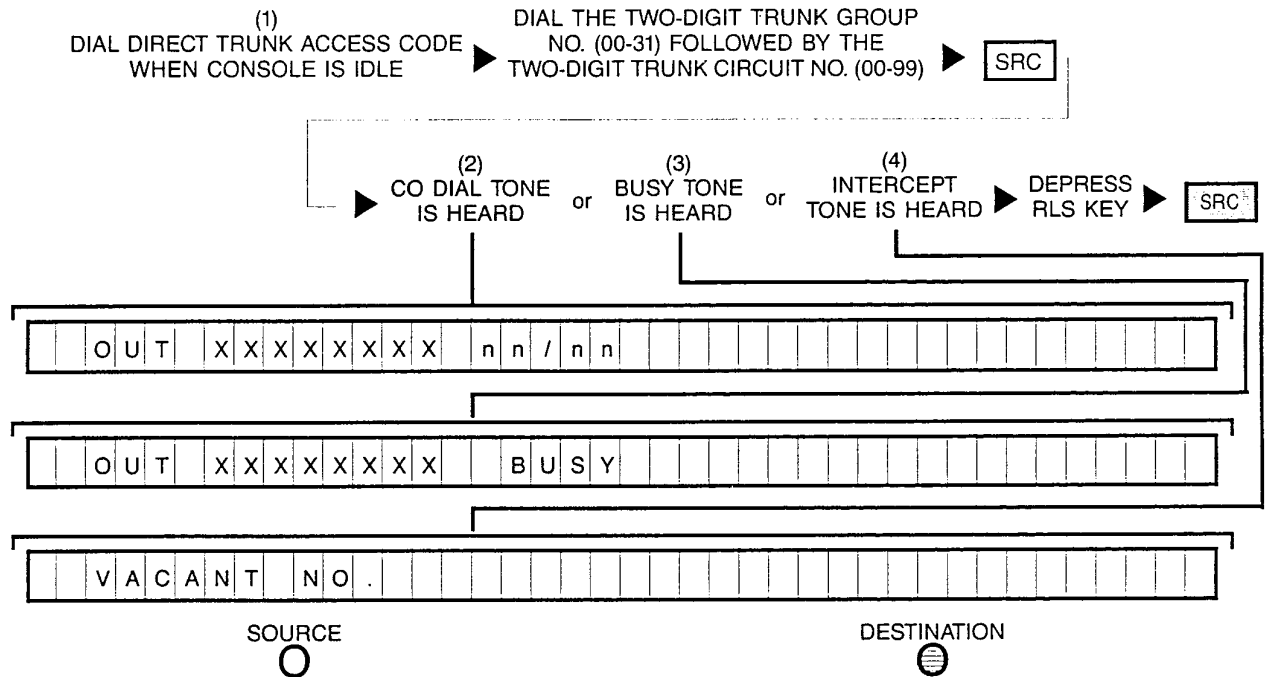 (1)
DIAL DIRECT TRUNK ACCESS CODE
WHEN CONSOLE IS IDLE
DIAL THE TWO-DIGIT TRUNK GROUP
NO. (00-31) FOLLOWED BY THE
TWO-DIGIT TRUNK CIRCUIT NO. (00-99)
SRC
(2)
CO DIAL TONE
IS HEARD
or
(3)
BUSY TONE
IS HEARD
or
(4)
INTERCEPT
TONE IS HEARD
DEPRESS
RLS KEY
SRC
OUT XXXXXXXX nn/nn
OUT XXXXXXXX BUSY
VACANT NO.
SOURCE
DESTINATION